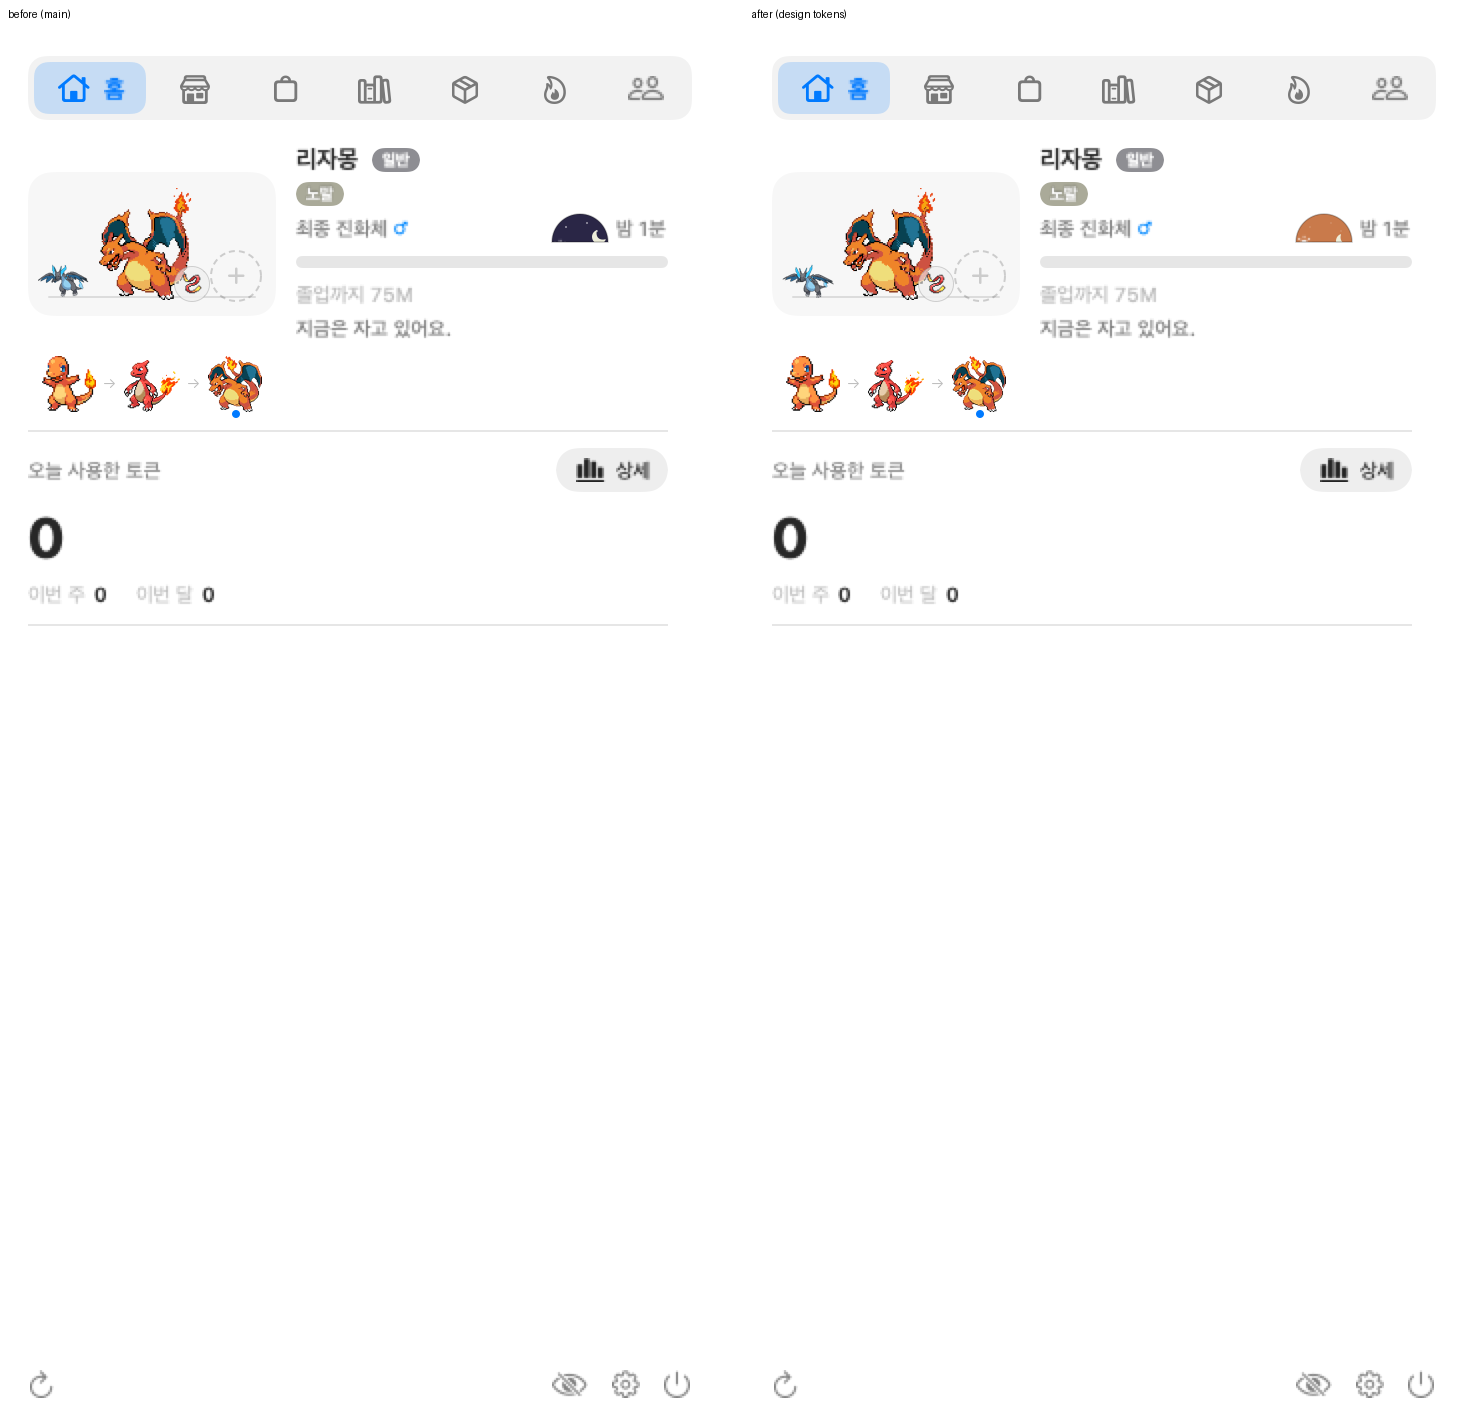 before (main)
홈
리자몽 일반
노말
최종 진화체 ♂ 밤 1분
졸업까지 75M
지금은 자고 있어요.
오늘 사용한 토큰 상세
0
이번 주 0 이번 달 0
after (design tokens)
홈
리자몽 일반
노말
최종 진화체 ♂ 밤 1분
졸업까지 75M
지금은 자고 있어요.
오늘 사용한 토큰 상세
0
이번 주 0 이번 달 0